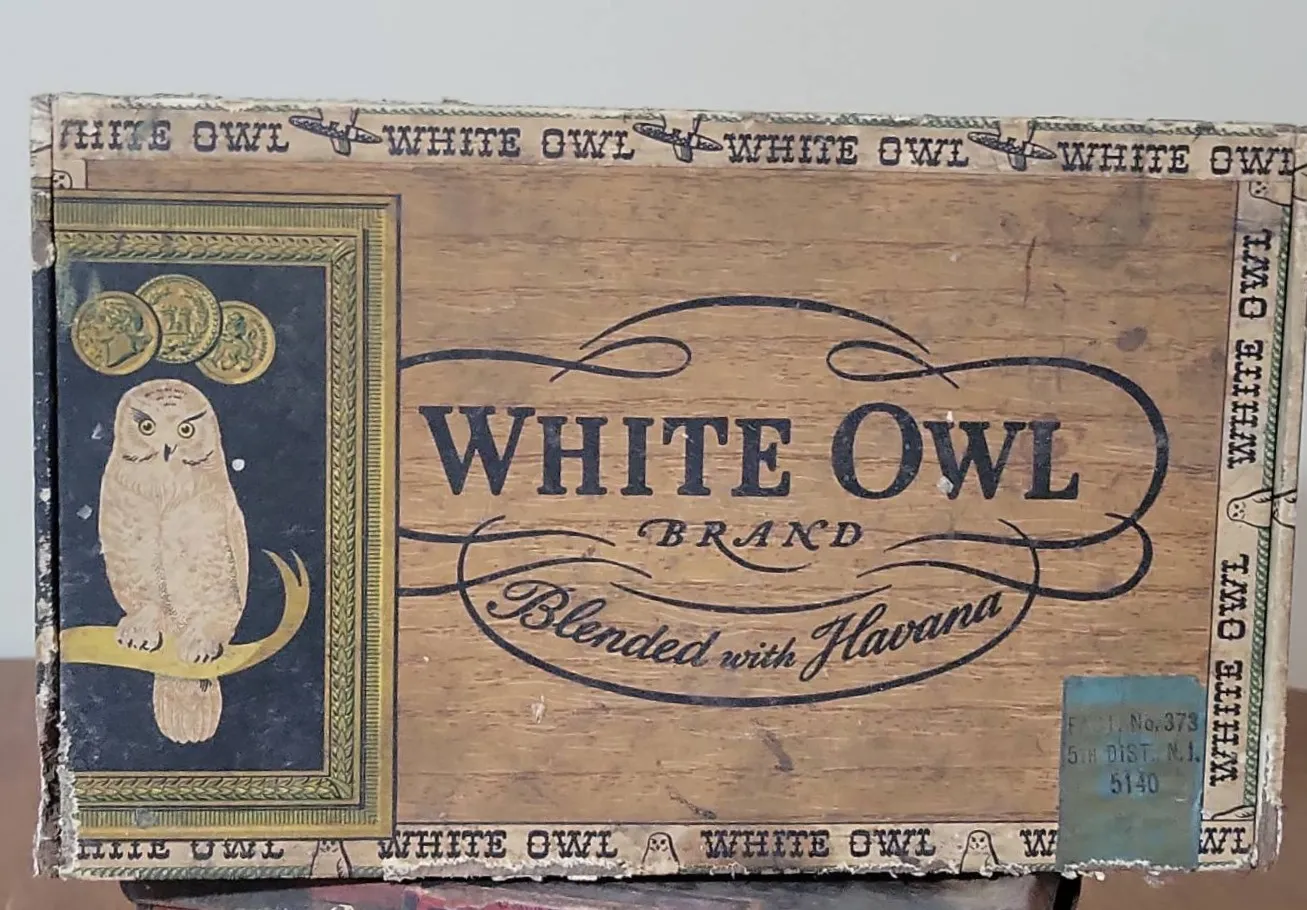 WHITE OWL WHITE OWL WHITE OWL WHITE OWL
WHITE OWL
BRAND
Blended with Havana
WHITE OWL
WHITE OWL
No. 373
5TH DIST. N.J.
5140
WHITE OWL WHITE OWL WHITE OWL W WL